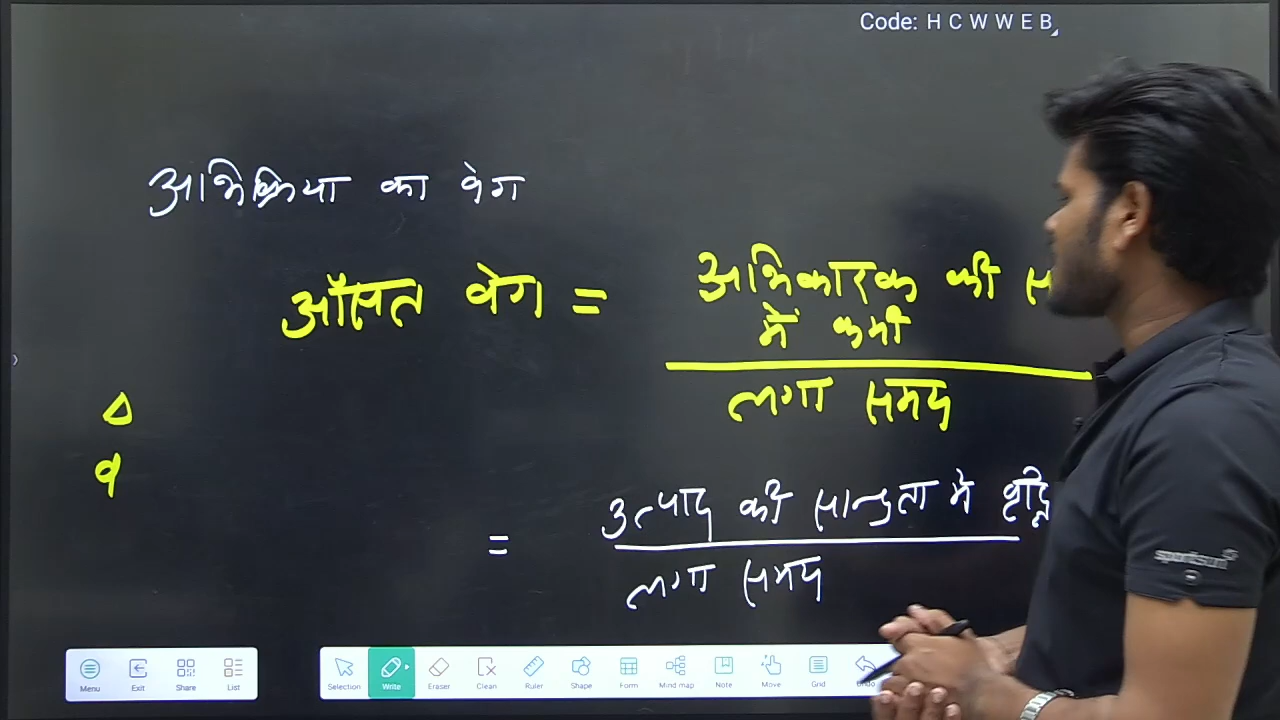 Code: H C W W E B
अभिक्रिया का वेग
औसत वेग = अभिकारक की
में कमी
लगा समय
Δ
= उत्पाद की सान्द्रता में वृद्धि
लगा समय
Menu Exit Share List Selection Write Eraser Clean Ruler Shape Form Mind map Note Move Grid Undo